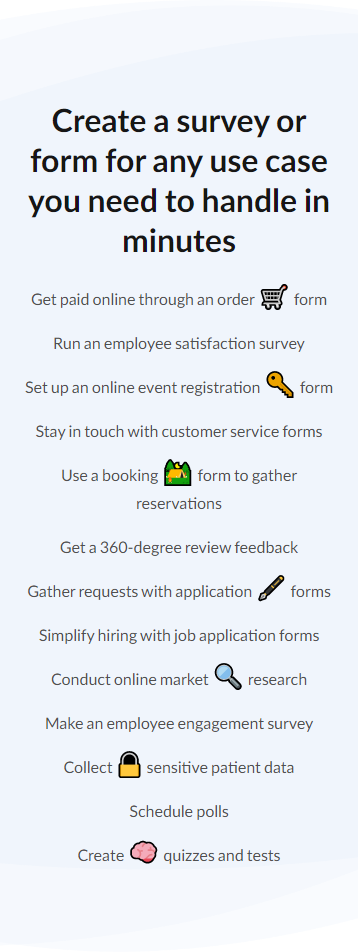 Create a survey or
form for any use case
you need to handle in
minutes
Get paid online through an order form
Run an employee satisfaction survey
Set up an online event registration form
Stay in touch with customer service forms
Use a booking form to gather
reservations
Get a 360-degree review feedback
Gather requests with application forms
Simplify hiring with job application forms
Conduct online market research
Make an employee engagement survey
Collect sensitive patient data
Schedule polls
Create quizzes and tests